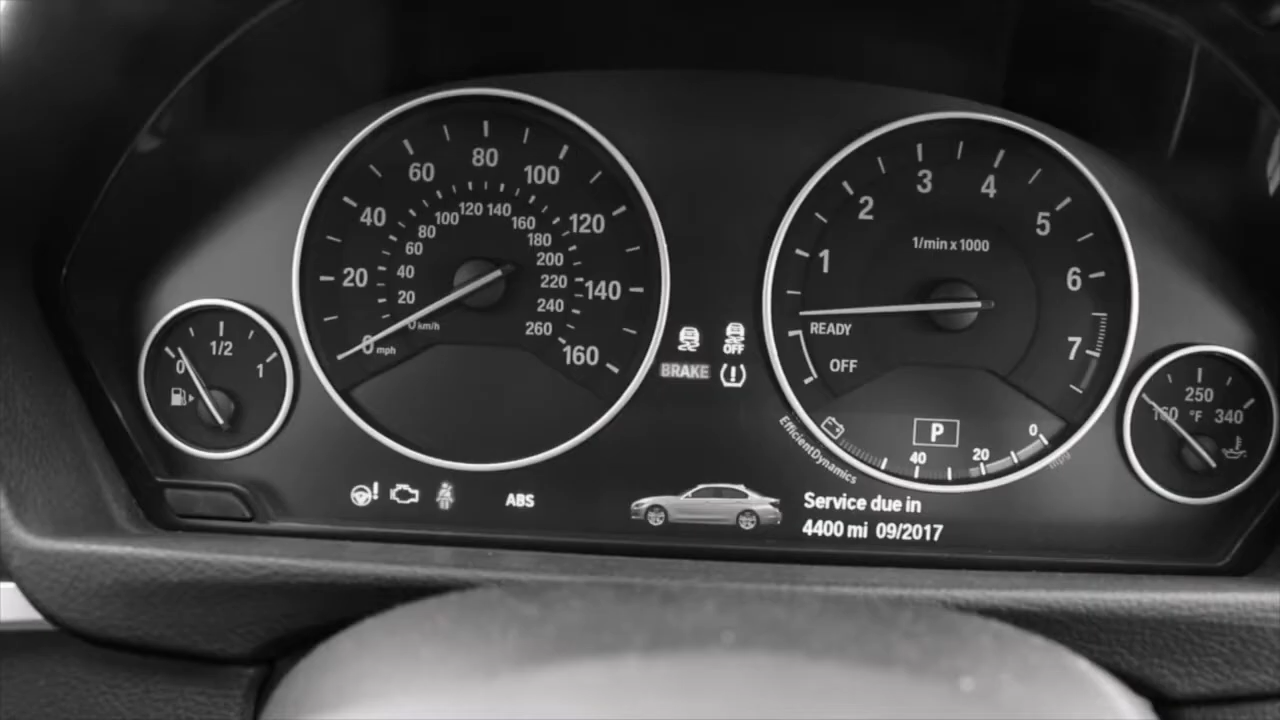 20
40
60
80
100
120
140
160
0 mph
0 km/h
20
40
60
80
100
120
140
160
180
200
220
240
260
0
1/2
1
BRAKE
OFF
1
2
3
4
5
6
7
1/min x 1000
READY
OFF
P
40
20
0
mpg
EfficientDynamics
160
250
340
°F
ABS
Service due in
4400 mi 09/2017